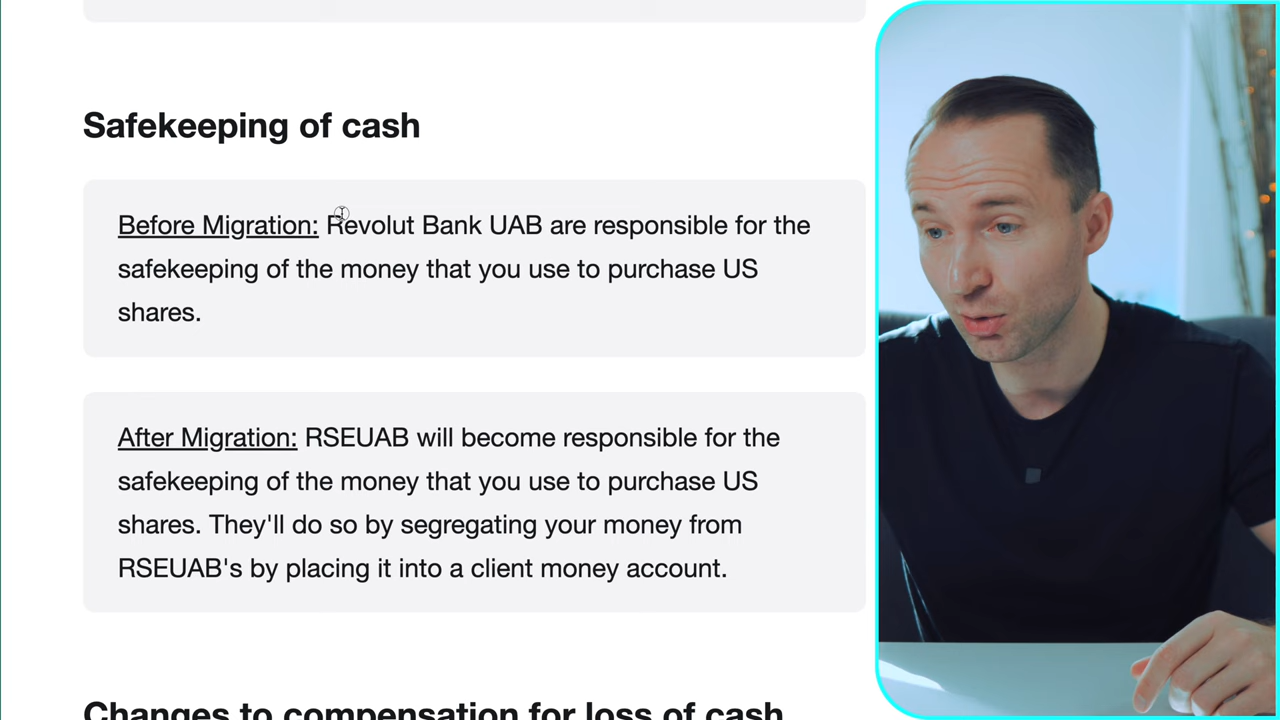 Safekeeping of cash
Before Migration: Revolut Bank UAB are responsible for the
safekeeping of the money that you use to purchase US
shares.
After Migration: RSEUAB will become responsible for the
safekeeping of the money that you use to purchase US
shares. They'll do so by segregating your money from
RSEUAB's by placing it into a client money account.
Changes to compensation for loss of cash